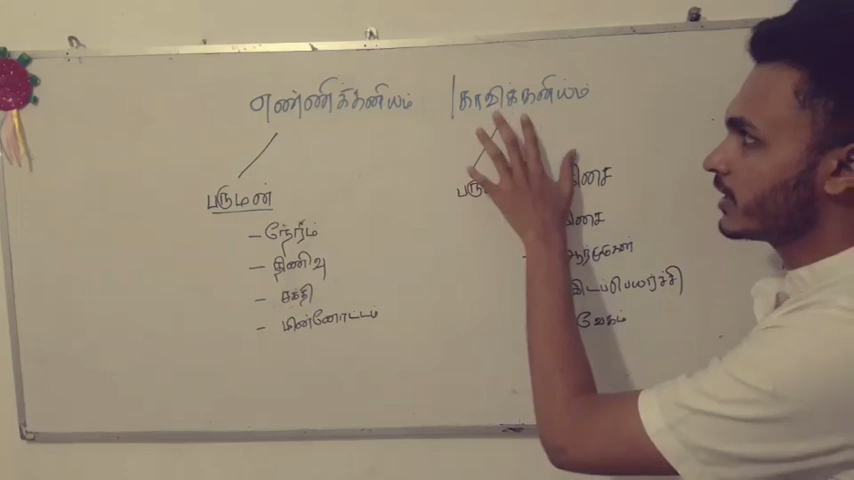 எண்ணிக்கணியம் காவிக்கணியம்
பருமன்
திசை
- நேரம்
- திணிவு
- சக்தி
இடப்பெயர்ச்சி
- மின்னோட்டம்
வேகம்